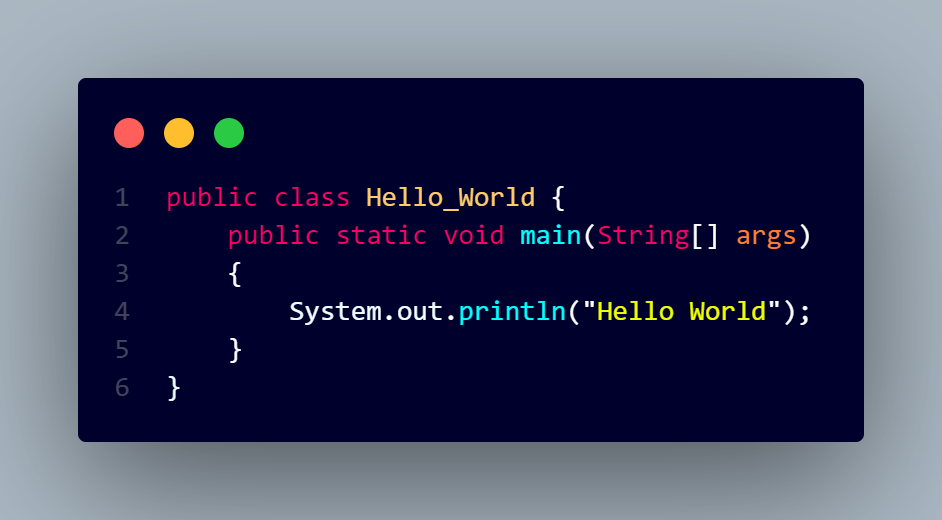 1 public class Hello_World {
2     public static void main(String[] args)
3     {
4         System.out.println("Hello World");
5     }
6 }